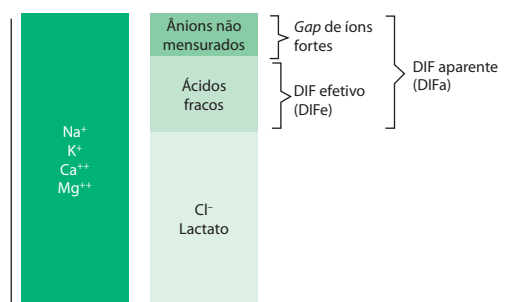 Ânions não
mensurados
Gap de íons
fortes
DIF aparente
(DIFa)
Ácidos
fracos
DIF efetivo
(DIFe)
Na⁺
K⁺
Ca⁺⁺
Mg⁺⁺
Cl⁻
Lactato